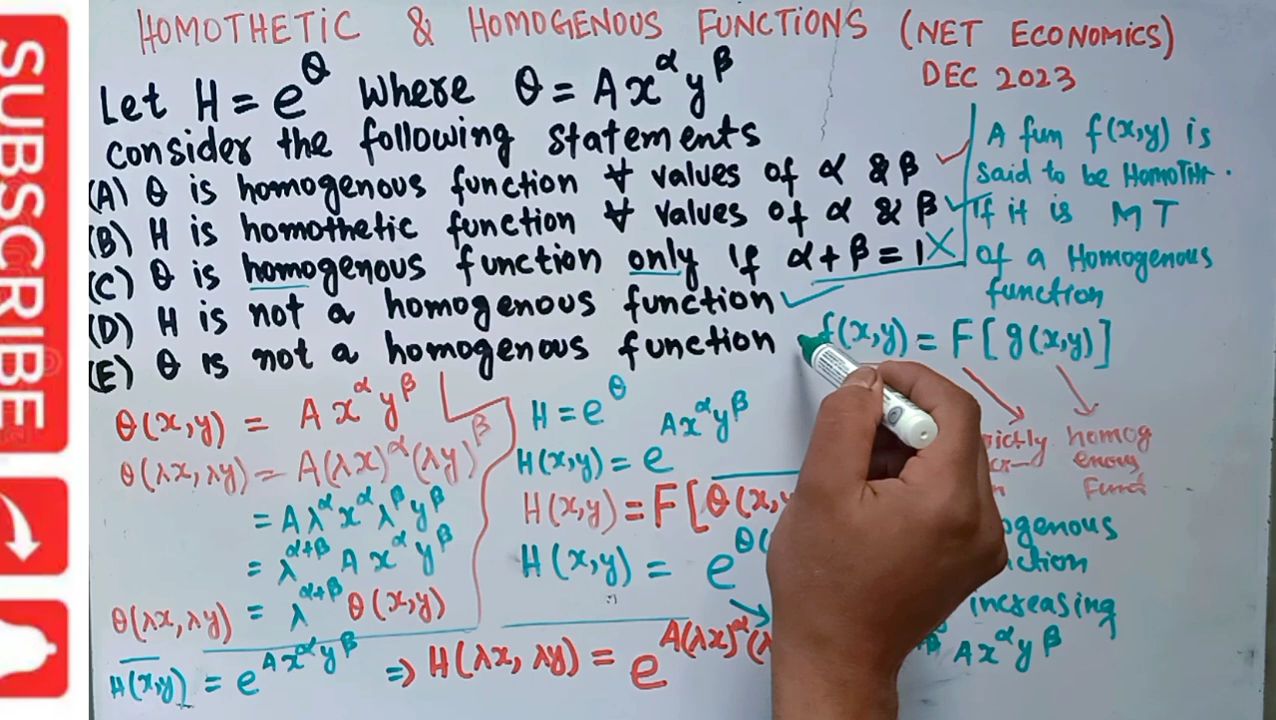 SUBSCRIBE
HOMOTHETIC & HOMOGENOUS FUNCTIONS (NET ECONOMICS)
DEC 2023
Let H = e^θ where θ = Ax^α y^β
consider the following statements
(A) θ is homogenous function ∀ values of α & β ✓
(B) H is homothetic function ∀ values of α & β ✓
(C) θ is homogenous function only if α+β=1 ✗
(D) H is not a homogenous function ✓
(E) θ is not a homogenous function
A fun f(x,y) is
said to be HomoTHr.
If it is MT
of a Homogenous
function
f(x,y) = F[g(x,y)]
homog
enous
Func
θ(x,y) = A x^α y^β
θ(λx,λy) = A(λx)^α (λy)^β
= Aλ^α x^α λ^β y^β
= λ^α+β A x^α y^β
θ(λx,λy) = λ^α+β θ(x,y)
H = e^θ
H(x,y) = e^Ax^α y^β
H(x,y) = F[θ(x,y
H(x,y) = e^θ(
increasing
Ax^α y^β
H(x,y) = e^Ax^α y^β ⇒ H(λx, λy) = e^A(λx)^α(λ